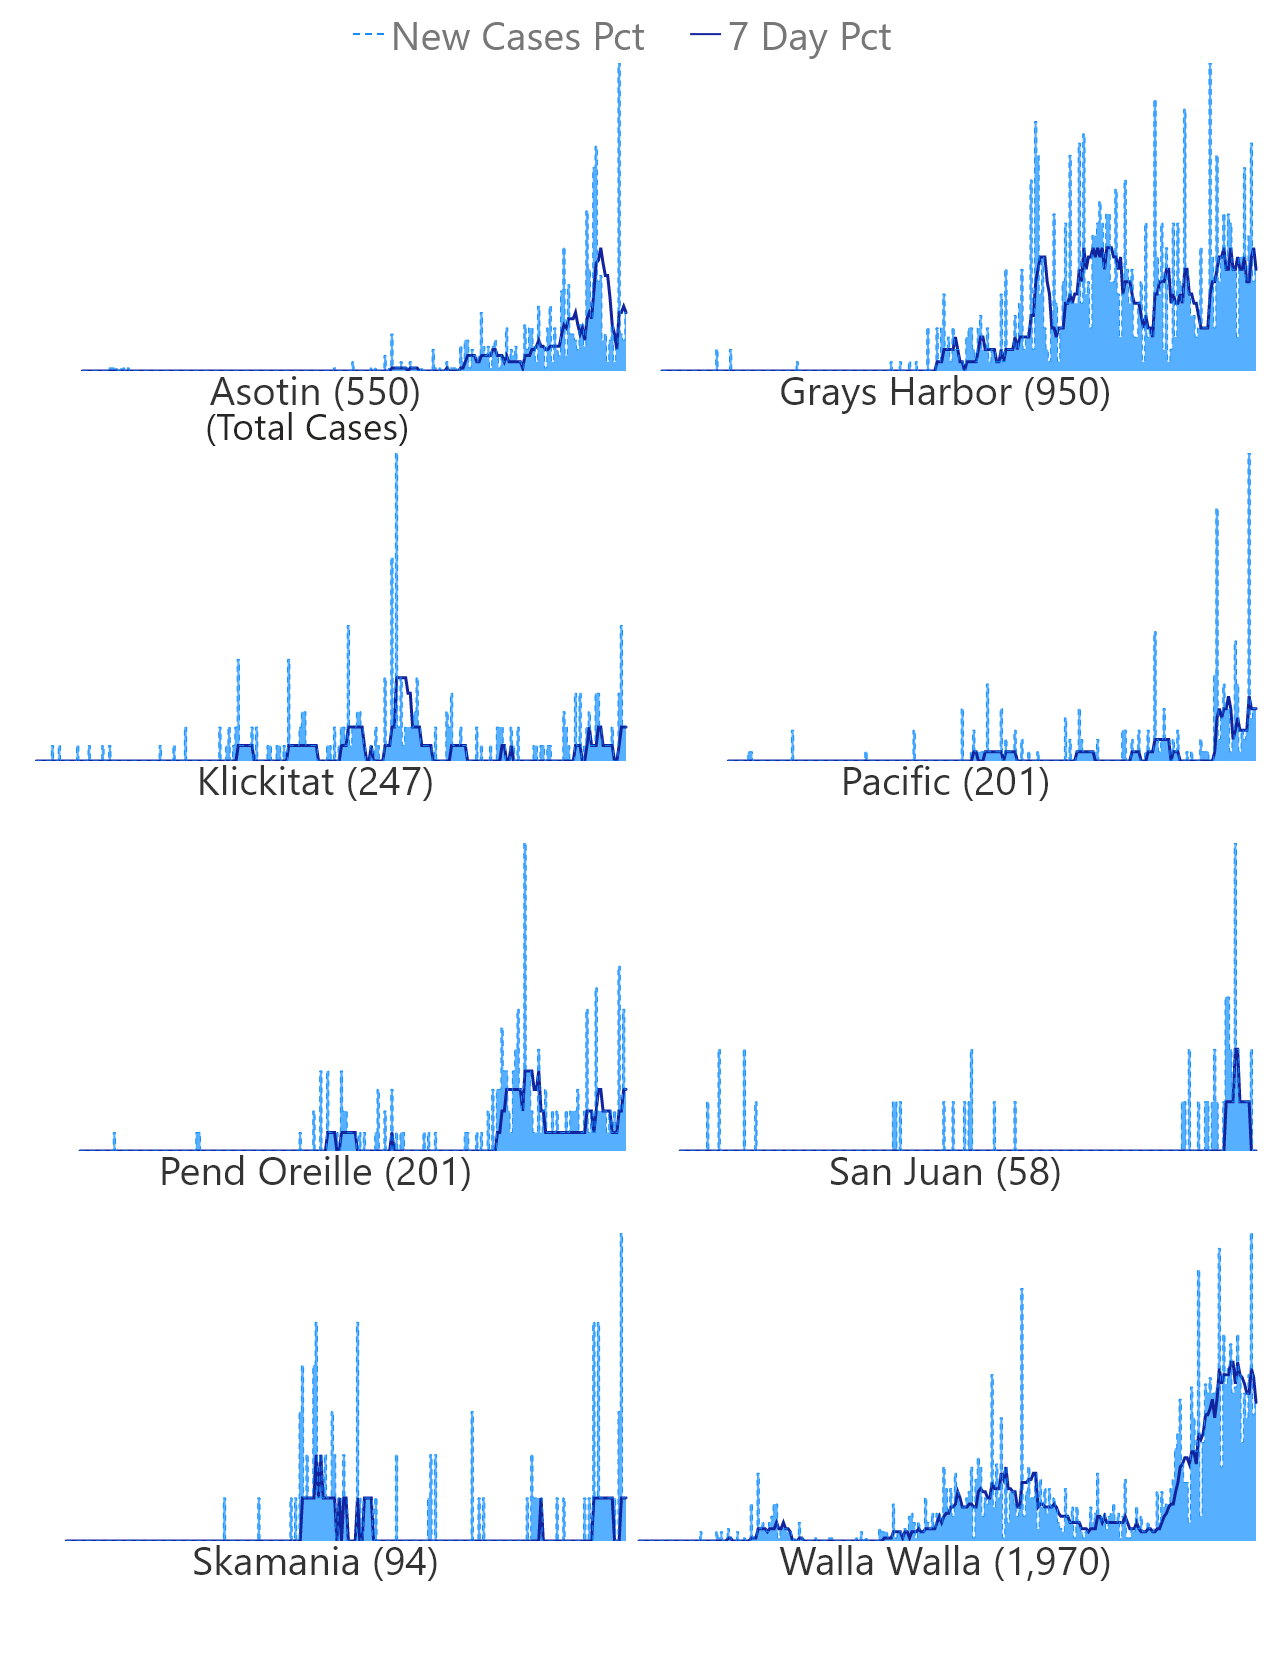 New Cases Pct 7 Day Pct
Asotin (550) Grays Harbor (950)
(Total Cases)
Klickitat (247) Pacific (201)
Pend Oreille (201) San Juan (58)
Skamania (94) Walla Walla (1,970)